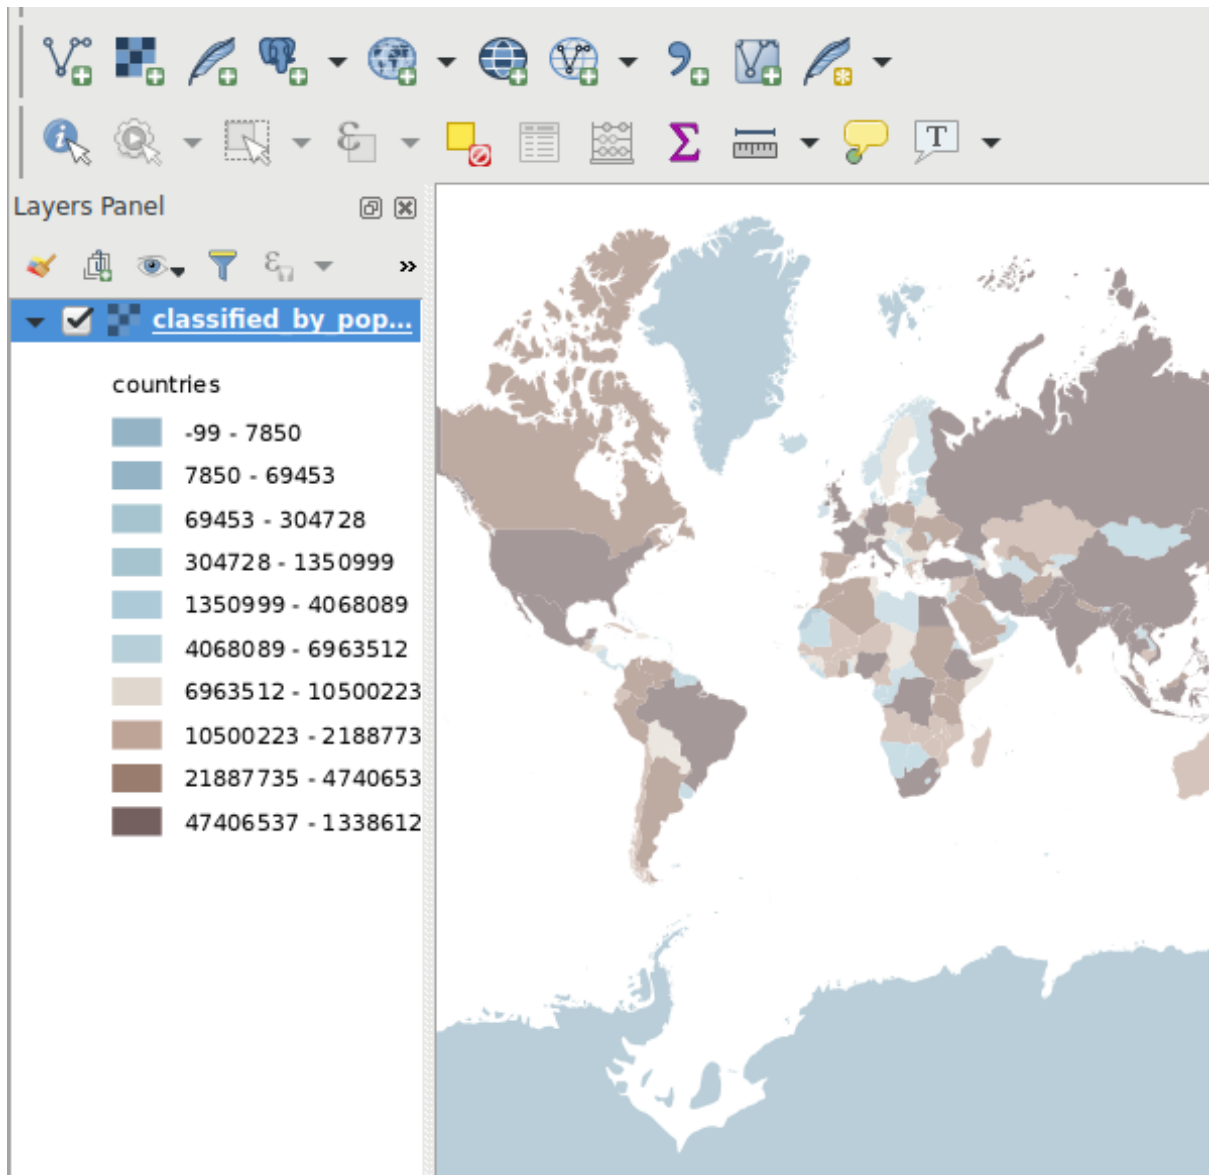 T
Layers Panel
classified_by_pop...
countries
-99 - 7850
7850 - 69453
69453 - 304728
304728 - 1350999
1350999 - 4068089
4068089 - 6963512
6963512 - 10500223
10500223 - 2188773
21887735 - 4740653
47406537 - 1338612